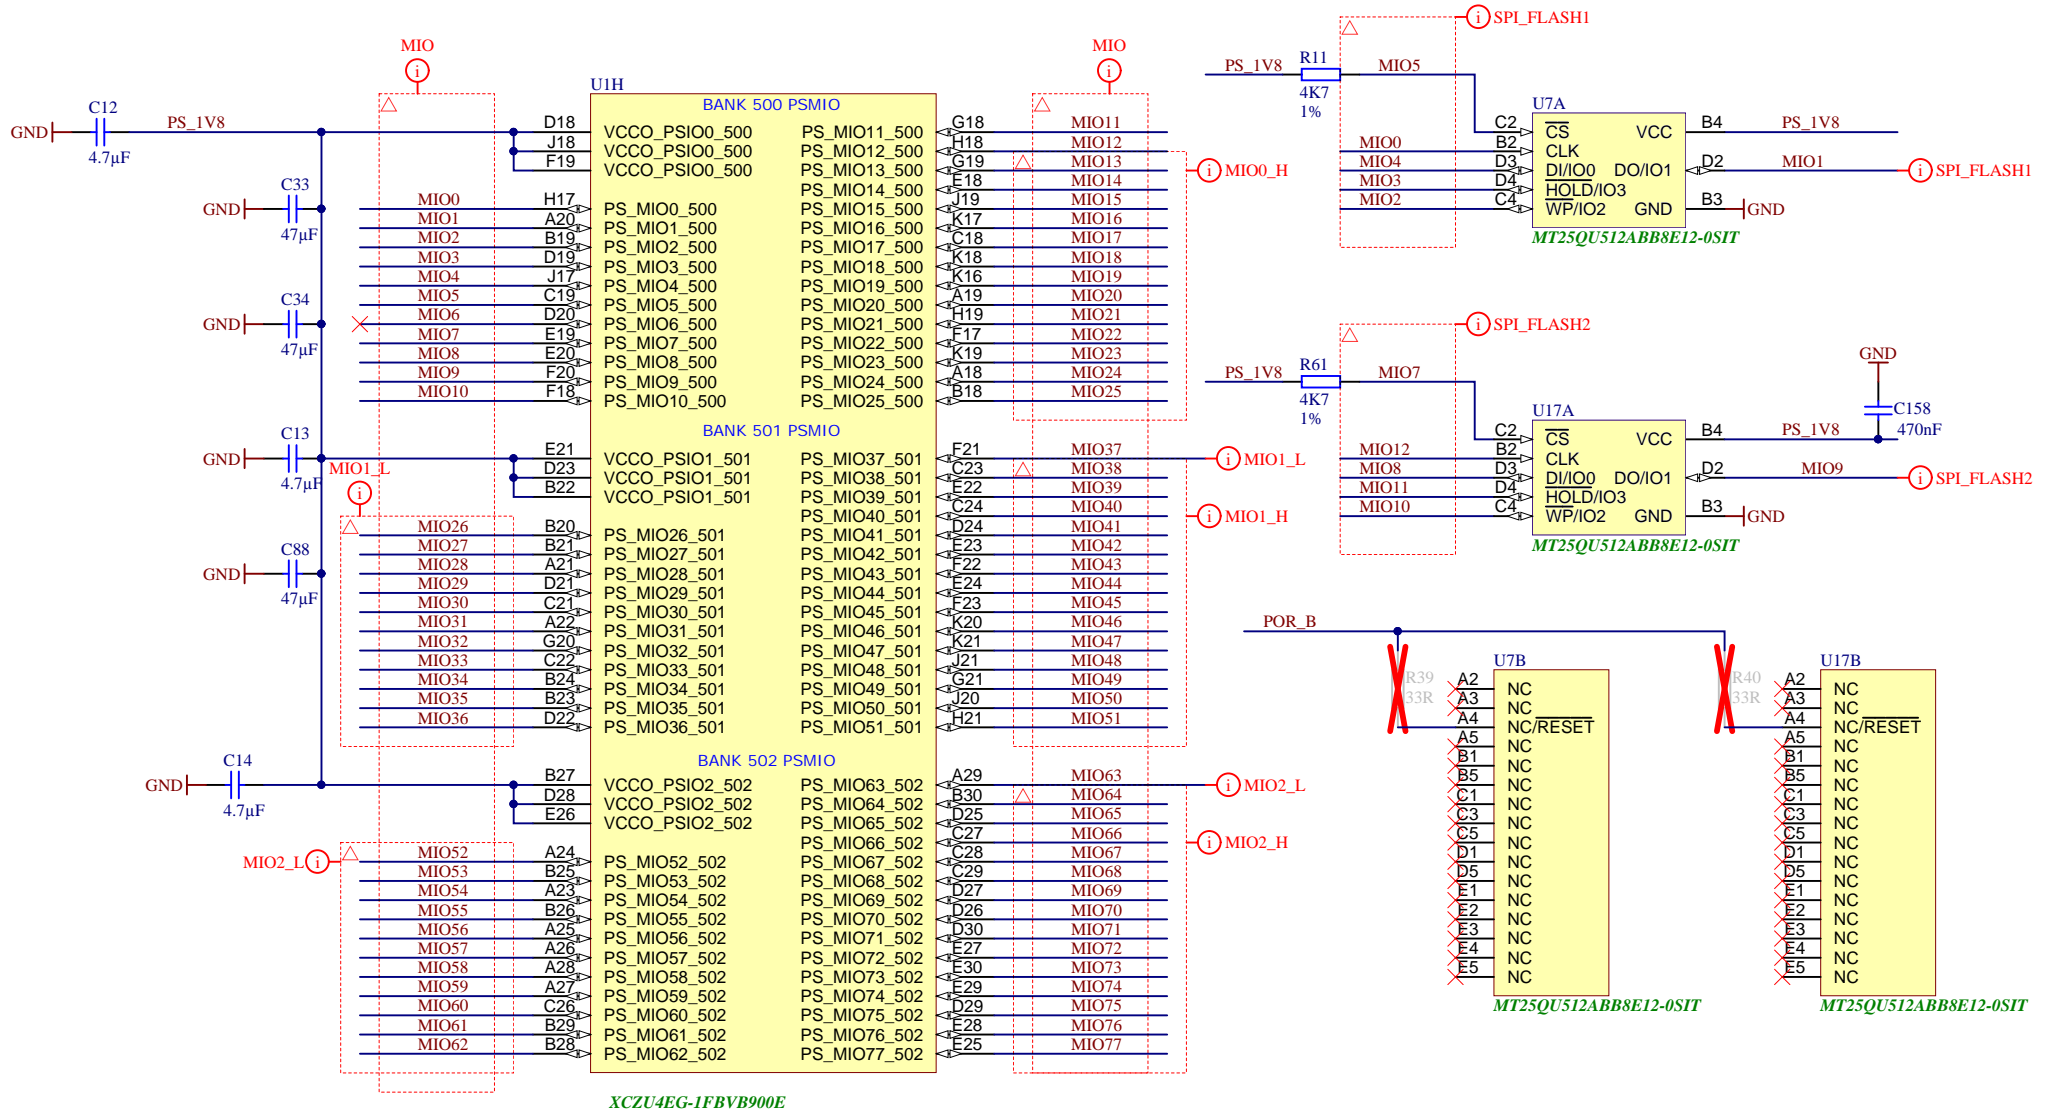 MIO
MIO
SPI_FLASH1
U1H
BANK 500 PSMIO
C12
GND
4.7µF
PS_1V8
D18 VCCO_PSIO0_500 PS_MIO11_500 G18 MIO11
J18 VCCO_PSIO0_500 PS_MIO12_500 H18 MIO12
F19 VCCO_PSIO0_500 PS_MIO13_500 G19 MIO13
PS_MIO14_500 E18 MIO14
MIO0 H17 PS_MIO0_500 PS_MIO15_500 J19 MIO15
MIO1 A20 PS_MIO1_500 PS_MIO16_500 K17 MIO16
MIO2 B19 PS_MIO2_500 PS_MIO17_500 C18 MIO17
MIO3 D19 PS_MIO3_500 PS_MIO18_500 K18 MIO18
MIO4 J17 PS_MIO4_500 PS_MIO19_500 K16 MIO19
MIO5 C19 PS_MIO5_500 PS_MIO20_500 A19 MIO20
MIO6 D20 PS_MIO6_500 PS_MIO21_500 H19 MIO21
MIO7 E19 PS_MIO7_500 PS_MIO22_500 F17 MIO22
MIO8 E20 PS_MIO8_500 PS_MIO23_500 K19 MIO23
MIO9 F20 PS_MIO9_500 PS_MIO24_500 A18 MIO24
MIO10 F18 PS_MIO10_500 PS_MIO25_500 B18 MIO25
MIO0_H
C33
GND
47µF
C34
GND
47µF
BANK 501 PSMIO
C13
GND
4.7µF
MIO1_L
E21 VCCO_PSIO1_501 PS_MIO37_501 F21 MIO37
D23 VCCO_PSIO1_501 PS_MIO38_501 C23 MIO38
B22 VCCO_PSIO1_501 PS_MIO39_501 E22 MIO39
PS_MIO40_501 C24 MIO40
MIO26 B20 PS_MIO26_501 PS_MIO41_501 D24 MIO41
MIO27 B21 PS_MIO27_501 PS_MIO42_501 E23 MIO42
MIO28 A21 PS_MIO28_501 PS_MIO43_501 F22 MIO43
MIO29 D21 PS_MIO29_501 PS_MIO44_501 E24 MIO44
MIO30 C21 PS_MIO30_501 PS_MIO45_501 F23 MIO45
MIO31 A22 PS_MIO31_501 PS_MIO46_501 K20 MIO46
MIO32 G20 PS_MIO32_501 PS_MIO47_501 K21 MIO47
MIO33 C22 PS_MIO33_501 PS_MIO48_501 J21 MIO48
MIO34 B24 PS_MIO34_501 PS_MIO49_501 G21 MIO49
MIO35 B23 PS_MIO35_501 PS_MIO50_501 J20 MIO50
MIO36 D22 PS_MIO36_501 PS_MIO51_501 H21 MIO51
MIO1_L
MIO1_H
C88
GND
47µF
BANK 502 PSMIO
C14
GND
4.7µF
B27 VCCO_PSIO2_502 PS_MIO63_502 A29 MIO63
D28 VCCO_PSIO2_502 PS_MIO64_502 B30 MIO64
E26 VCCO_PSIO2_502 PS_MIO65_502 D25 MIO65
PS_MIO66_502 C27 MIO66
MIO52 A24 PS_MIO52_502 PS_MIO67_502 C28 MIO67
MIO53 B25 PS_MIO53_502 PS_MIO68_502 C29 MIO68
MIO54 A23 PS_MIO54_502 PS_MIO69_502 D27 MIO69
MIO55 B26 PS_MIO55_502 PS_MIO70_502 D26 MIO70
MIO56 A25 PS_MIO56_502 PS_MIO71_502 D30 MIO71
MIO57 A26 PS_MIO57_502 PS_MIO72_502 E27 MIO72
MIO58 A28 PS_MIO58_502 PS_MIO73_502 E30 MIO73
MIO59 A27 PS_MIO59_502 PS_MIO74_502 E29 MIO74
MIO60 C26 PS_MIO60_502 PS_MIO75_502 D29 MIO75
MIO61 B29 PS_MIO61_502 PS_MIO76_502 E28 MIO76
MIO62 B28 PS_MIO62_502 PS_MIO77_502 E25 MIO77
MIO2_L
MIO2_L
MIO2_H
XCZU4EG-1FBVB900E
PS_1V8 R11 MIO5
4K7
1%
U7A
C2 CS VCC B4 PS_1V8
MIO0 B2 CLK
MIO4 D3 DI/IO0 DO/IO1 D2 MIO1 SPI_FLASH1
MIO3 D4 HOLD/IO3
MIO2 C4 WP/IO2 GND B3 GND
MT25QU512ABB8E12-0SIT
SPI_FLASH2
PS_1V8 R61 MIO7
4K7
1%
GND
C158
470nF
U17A
C2 CS VCC B4 PS_1V8
MIO12 B2 CLK
MIO8 D3 DI/IO0 DO/IO1 D2 MIO9 SPI_FLASH2
MIO11 D4 HOLD/IO3
MIO10 C4 WP/IO2 GND B3 GND
MT25QU512ABB8E12-0SIT
POR_B
R39
33R
U7B
A2 NC
A3 NC
A4 NC/RESET
A5 NC
B1 NC
B5 NC
C1 NC
C3 NC
C5 NC
D1 NC
D5 NC
E1 NC
E2 NC
E3 NC
E4 NC
E5 NC
MT25QU512ABB8E12-0SIT
R40
33R
U17B
A2 NC
A3 NC
A4 NC/RESET
A5 NC
B1 NC
B5 NC
C1 NC
C3 NC
C5 NC
D1 NC
D5 NC
E1 NC
E2 NC
E3 NC
E4 NC
E5 NC
MT25QU512ABB8E12-0SIT